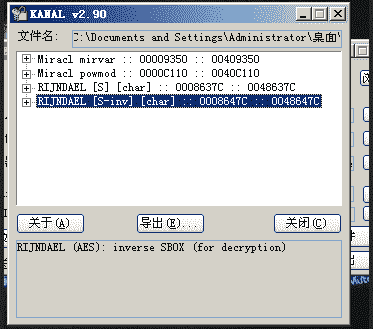 KANAL v2.90
文件名: C:\Documents and Settings\Administrator\桌面\
Miracl mirvar :: 00009350 :: 00409350
Miracl powmod :: 0000C110 :: 0040C110
RIJNDAEL [S] [char] :: 0008637C :: 0048637C
RIJNDAEL [S-inv] [char] :: 0008647C :: 0048647C
关于(A) 导出(E)... 关闭(C)
RIJNDAEL (AES): inverse SBOX (for decryption)